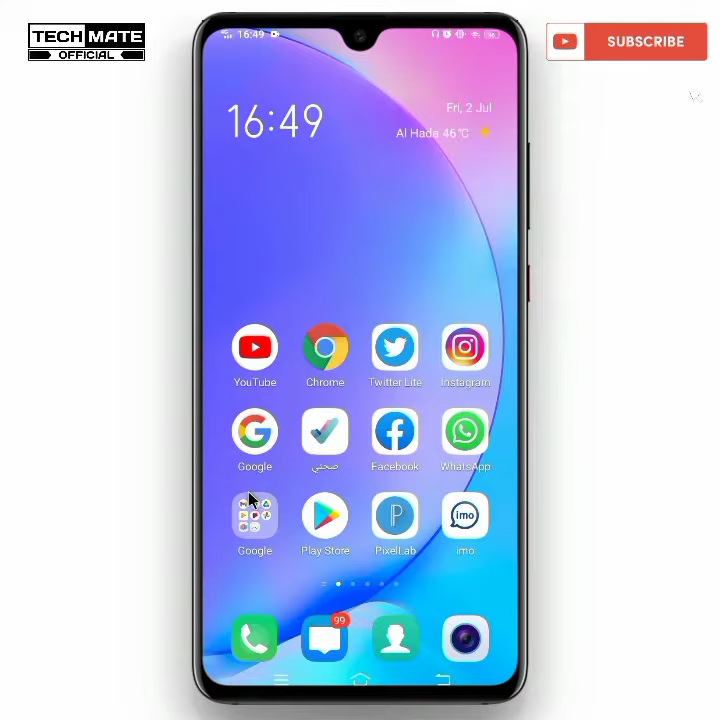 TECH MATE
OFFICIAL
SUBSCRIBE
16:49
16:49
Fri, 2 Jul
Al Hada 46°C
YouTube
Chrome
Twitter Lite
Instagram
Google
صحتي
Facebook
WhatsApp
Google
Play Store
P
PixelLab
imo
imo
99